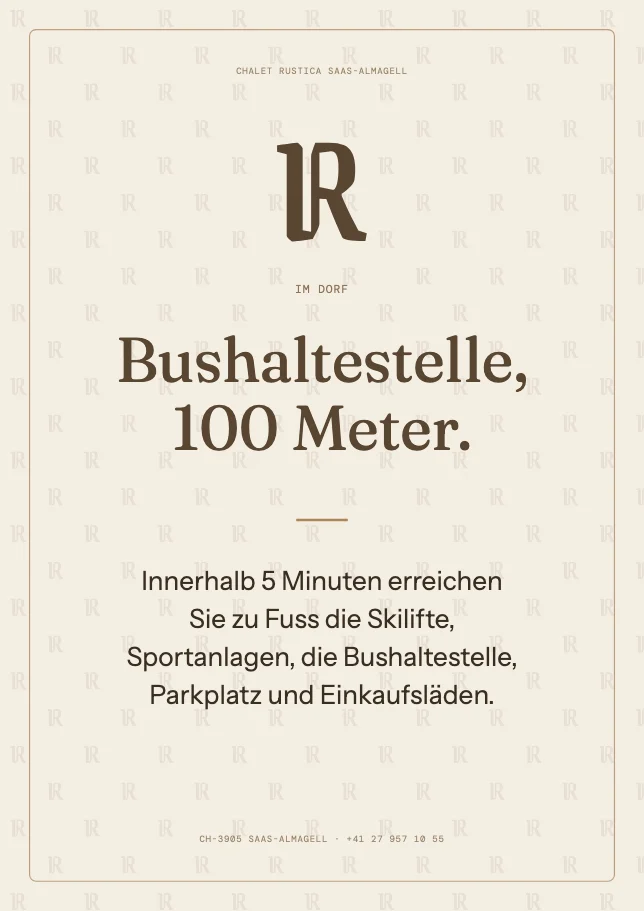 CHALET RUSTICA SAAS-ALMAGELL
R
IM DORF
Bushaltestelle,
100 Meter.
Innerhalb 5 Minuten erreichen
Sie zu Fuss die Skilifte,
Sportanlagen, die Bushaltestelle,
Parkplatz und Einkaufsläden.
CH-3905 SAAS-ALMAGELL · +41 27 957 10 55